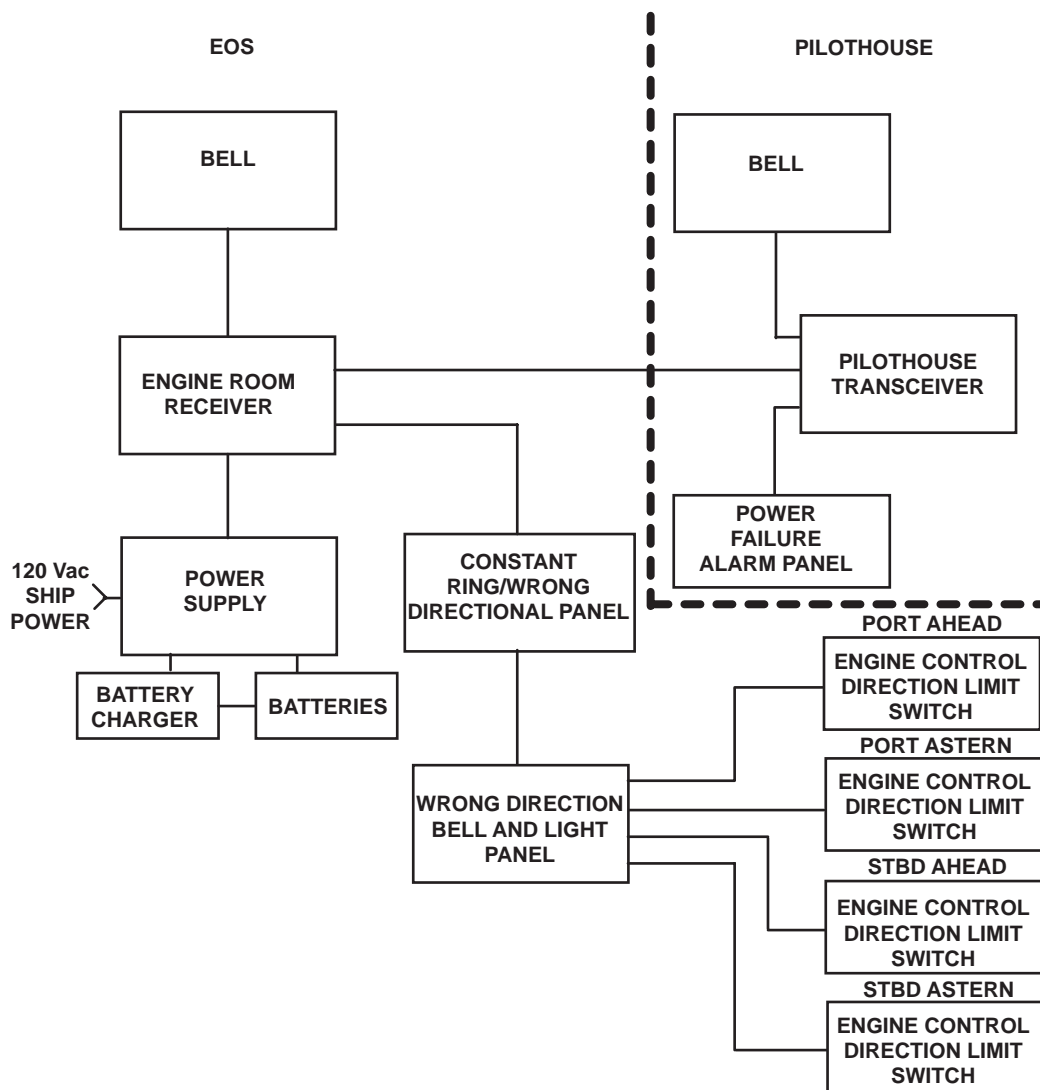 EOS
PILOTHOUSE
BELL
BELL
ENGINE ROOM
RECEIVER
PILOTHOUSE
TRANSCEIVER
POWER
FAILURE
ALARM PANEL
120 Vac
SHIP
POWER
POWER
SUPPLY
CONSTANT
RING/WRONG
DIRECTIONAL PANEL
BATTERY
CHARGER
BATTERIES
WRONG DIRECTION
BELL AND LIGHT
PANEL
PORT AHEAD
ENGINE CONTROL
DIRECTION LIMIT
SWITCH
PORT ASTERN
ENGINE CONTROL
DIRECTION LIMIT
SWITCH
STBD AHEAD
ENGINE CONTROL
DIRECTION LIMIT
SWITCH
STBD ASTERN
ENGINE CONTROL
DIRECTION LIMIT
SWITCH